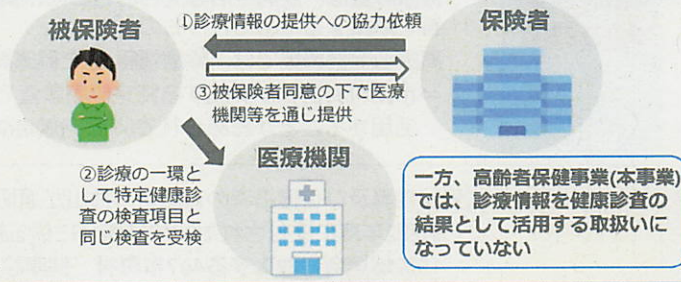 被保険者
①診療情報の提供への協力依頼
保険者
③被保険者同意の下で医療
機関等を通じ提供
②診療の一環と
して特定健康診
査の検査項目と
同じ検査を受検
医療機関
一方、高齢者保健事業(本事業)
では、診療情報を健康診査の
結果として活用する取扱いに
なっていない